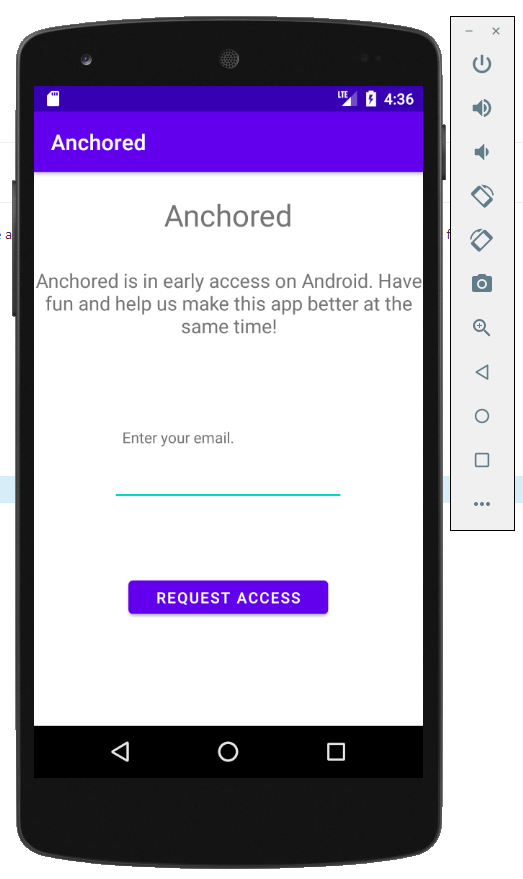 LTE 4:36
Anchored
Anchored
Anchored is in early access on Android. Have
fun and help us make this app better at the
same time!
Enter your email.
REQUEST ACCESS